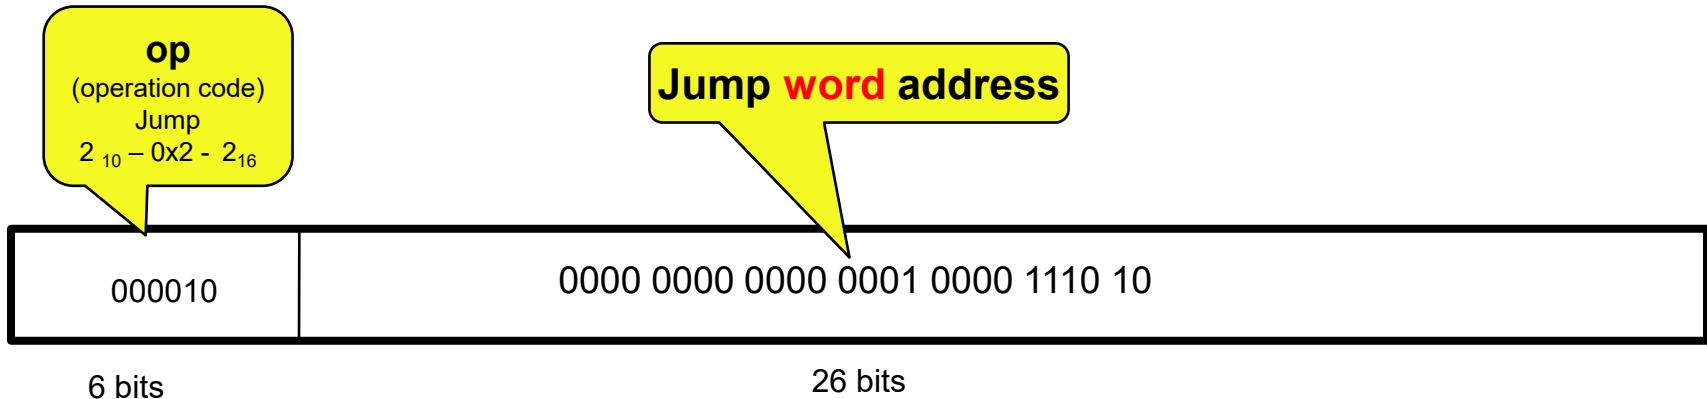 op
(operation code)
Jump
2 10 – 0x2 - 216
Jump word address
000010
0000 0000 0000 0001 0000 1110 10
6 bits
26 bits